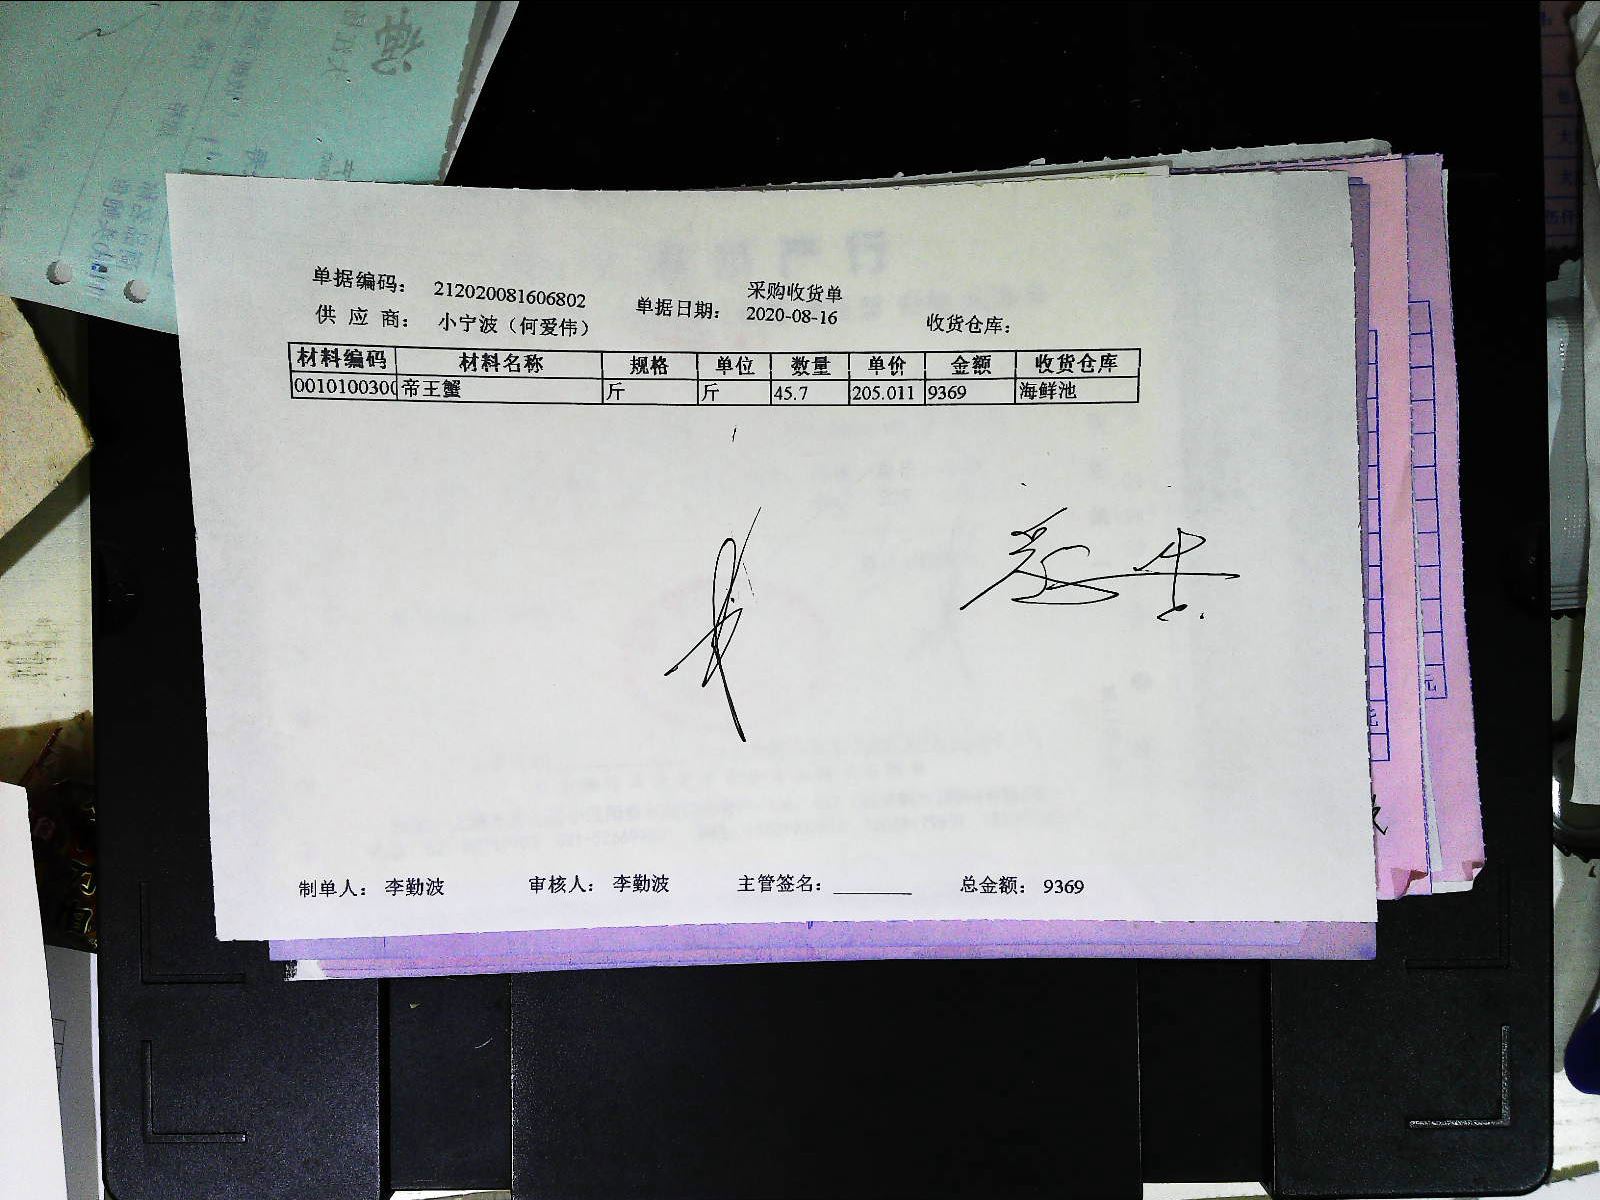 采购收货单
单据编码： 212020081606802 单据日期： 2020-08-16
供 应 商： 小宁波（何爱伟） 收货仓库：
材料编码 材料名称 规格 单位 数量 单价 金额 收货仓库
0010100300 帝王蟹 斤 斤 45.7 205.011 9369 海鲜池
制单人： 李勤波 审核人： 李勤波 主管签名：________ 总金额： 9369